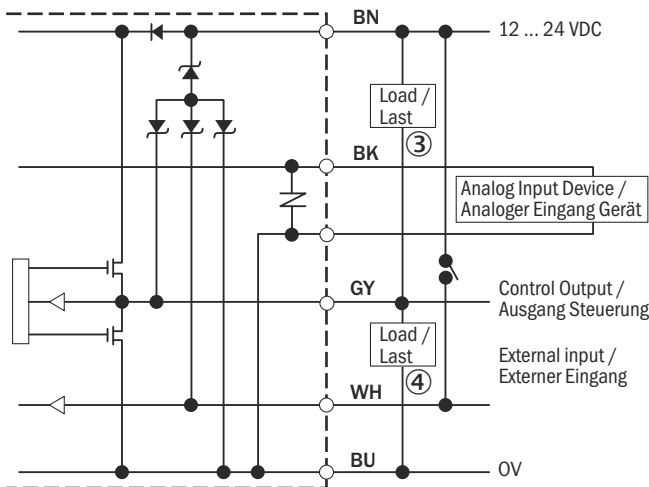 BN
12 ... 24 VDC
Load /
Last
③
BK
Analog Input Device /
Analoger Eingang Gerät
GY
Control Output /
Ausgang Steuerung
Load /
Last
④
External input /
Externer Eingang
WH
BU
0V